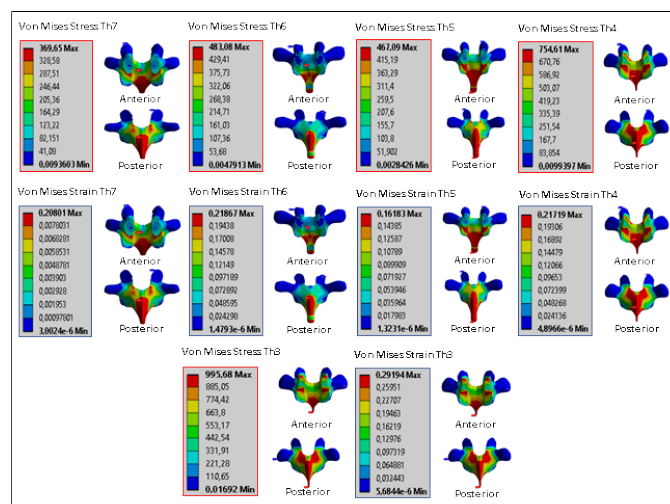 Von Mises Stress Th7
369,65 Max
328,58
287,51
246,44
205,36
164,29
123,22
82,151
41,08
0,0093603 Min
Anterior
Posterior
Von Mises Stress Th6
483,08 Max
429,41
375,73
322,06
268,38
214,71
161,03
107,36
53,68
0,0047913 Min
Anterior
Posterior
Von Mises Stress Th5
467,09 Max
415,19
363,29
311,4
259,5
207,6
155,7
103,8
51,902
0,0028426 Min
Anterior
Posterior
Von Mises Stress Th4
754,61 Max
670,76
586,92
503,07
419,23
335,39
251,54
167,7
83,854
0,0099397 Min
Anterior
Posterior
Von Mises Strain Th7
0,20801 Max
0,0078031
0,0068281
0,0058531
0,0048781
0,003903
0,002928
0,001953
0,00097801
3,0024e-6 Min
Anterior
Posterior
Von Mises Strain Th6
0,21867 Max
0,19438
0,17008
0,14578
0,12149
0,097189
0,072892
0,048595
0,024298
1,4793e-6 Min
Anterior
Posterior
Von Mises Strain Th5
0,16183 Max
0,14385
0,12587
0,10789
0,089909
0,071927
0,053946
0,035964
0,017983
1,3231e-6 Min
Anterior
Posterior
Von Mises Strain Th4
0,21719 Max
0,19306
0,16892
0,14479
0,12066
0,09653
0,072399
0,048268
0,024136
4,8966e-6 Min
Anterior
Posterior
Von Mises Stress Th3
995,68 Max
885,05
774,42
663,8
553,17
442,54
331,91
221,28
110,65
0,01692 Min
Anterior
Posterior
Von Mises Strain Th3
0,29194 Max
0,25951
0,22707
0,19463
0,16219
0,12976
0,097319
0,064881
0,032443
5,6844e-6 Min
Anterior
Posterior